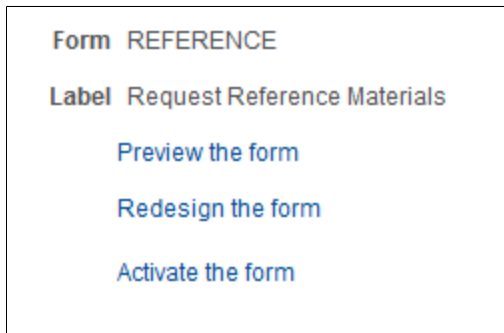 Form REFERENCE
Label Request Reference Materials
Preview the form
Redesign the form
Activate the form